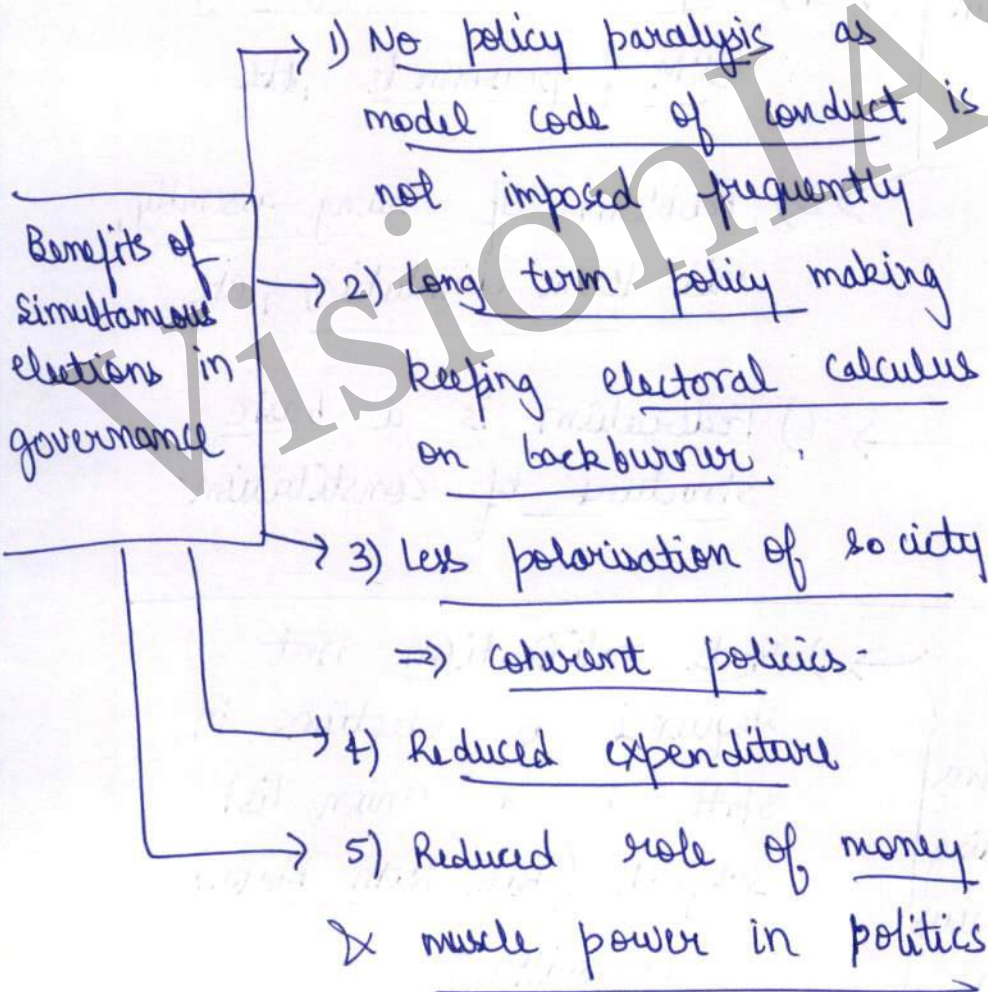 1) No policy paralysis as
model code of conduct is
not imposed frequently
Benefits of
simultaneous
elections in
governance
2) Long term policy making
keeping electoral calculus
on backburner.
3) Less polarisation of society
⇒ coherent policies.
4) Reduced expenditure
5) Reduced role of money
& muscle power in politics
VisionIAS